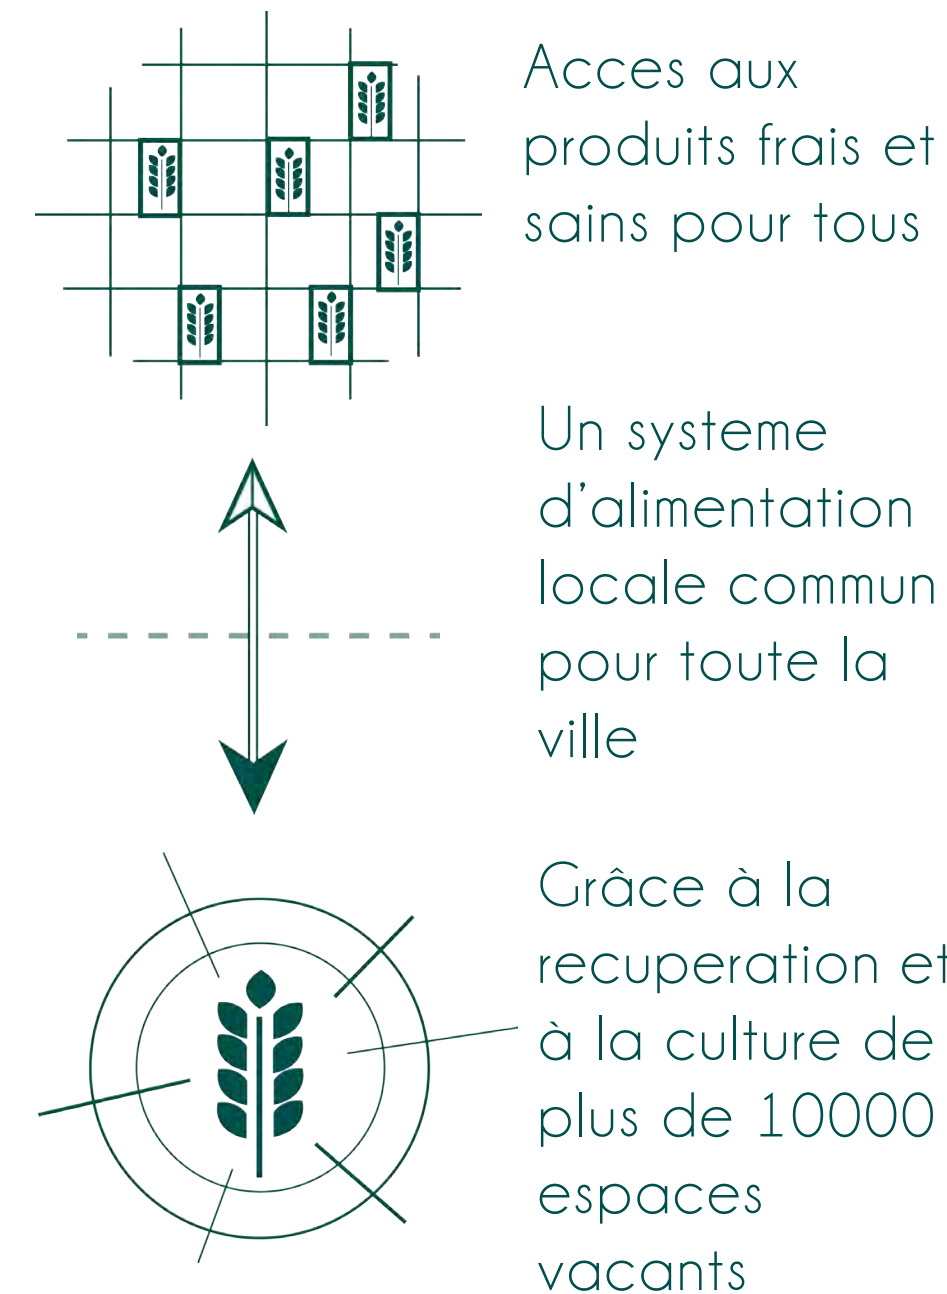 Acces aux
produits frais et
sains pour tous
Un systeme
d'alimentation
locale commun
pour toute la
ville
Grâce à la
recuperation et
à la culture de
plus de 10000
espaces
vacants